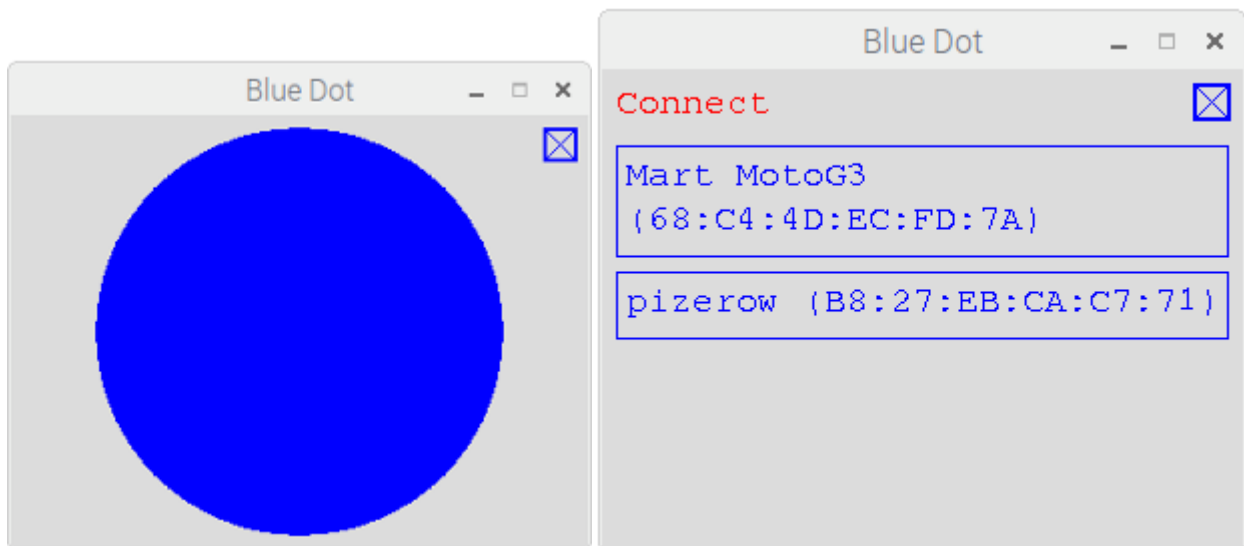 Blue Dot
Blue Dot
Connect
Mart MotoG3
(68:C4:4D:EC:FD:7A)
pizerow (B8:27:EB:CA:C7:71)